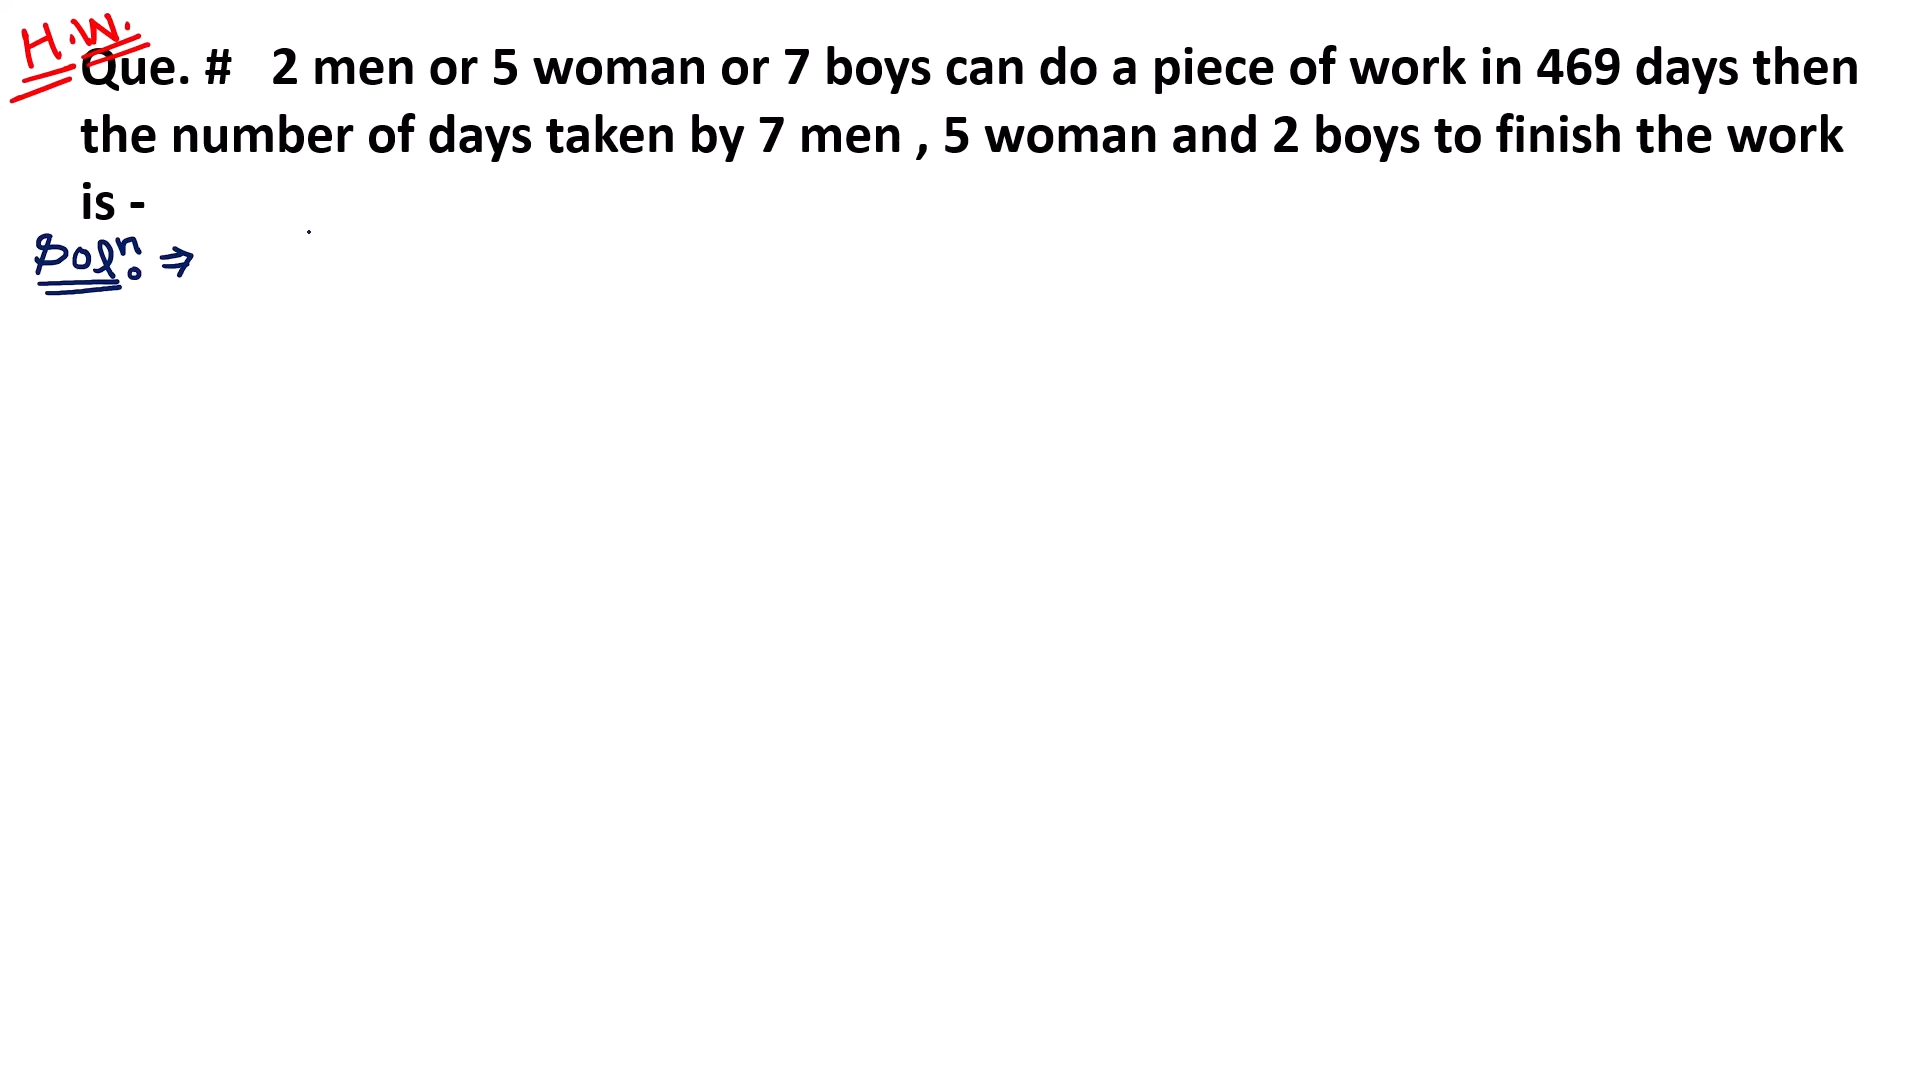 H.W.
Que. # 2 men or 5 woman or 7 boys can do a piece of work in 469 days then
the number of days taken by 7 men , 5 woman and 2 boys to finish the work
is -
Solⁿ. ⇒